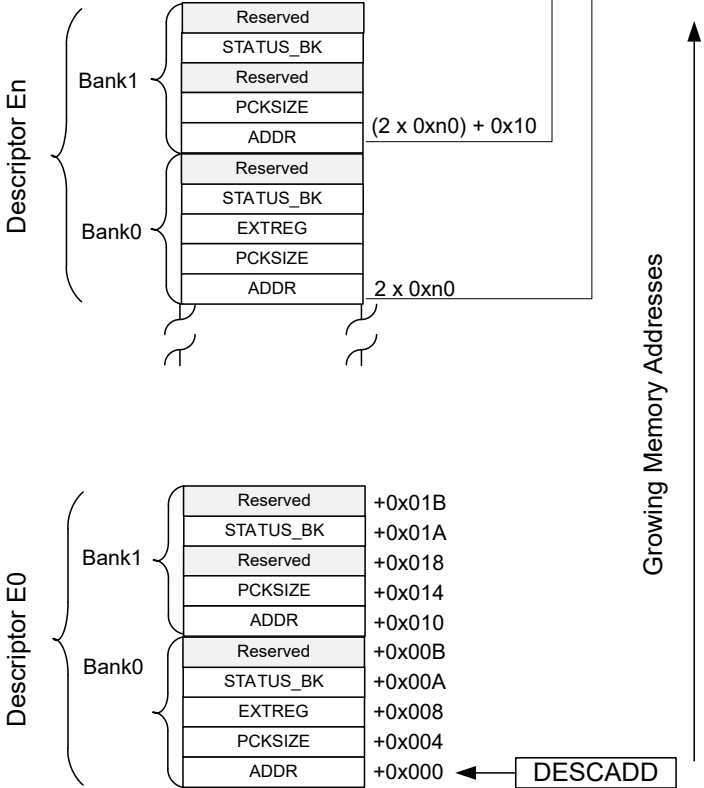 Descriptor En
Bank1
Reserved
STATUS_BK
Reserved
PCKSIZE
ADDR
(2 x 0xn0) + 0x10
Bank0
Reserved
STATUS_BK
EXTREG
PCKSIZE
ADDR
2 x 0xn0
Growing Memory Addresses
Descriptor E0
Bank1
Reserved +0x01B
STATUS_BK +0x01A
Reserved +0x018
PCKSIZE +0x014
ADDR +0x010
Bank0
Reserved +0x00B
STATUS_BK +0x00A
EXTREG +0x008
PCKSIZE +0x004
ADDR +0x000
DESCADD